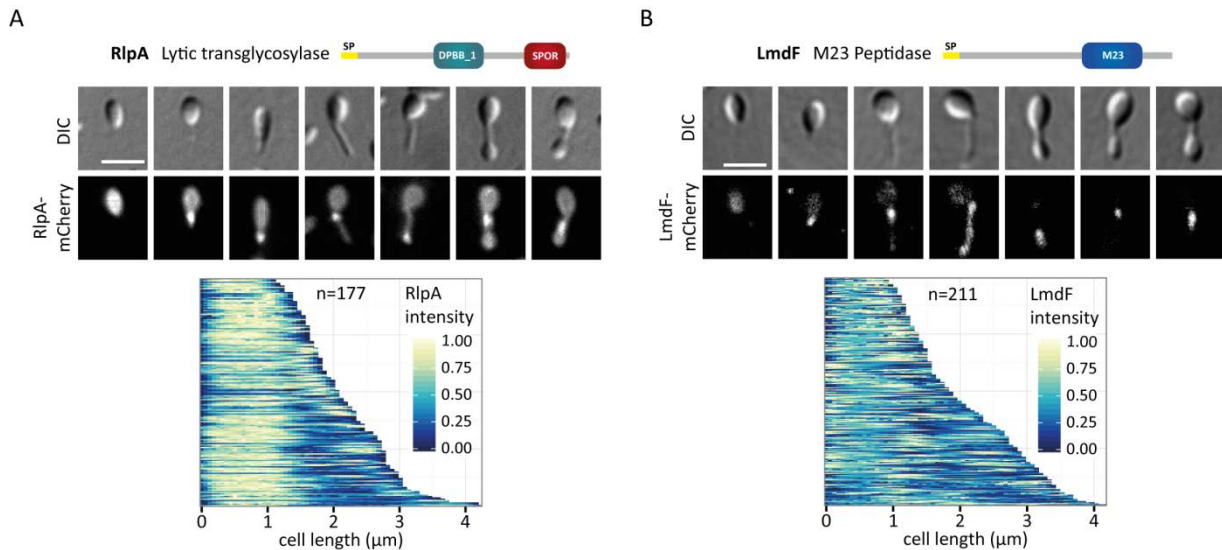 A
RlpA Lytic transglycosylase
SP
DPBB_1
SPOR
DIC
RlpA-
mCherry
n=177
RlpA
intensity
1.00
0.75
0.50
0.25
0.00
0 1 2 3 4
cell length (μm)
B
LmdF M23 Peptidase
SP
M23
DIC
LmdF-
mCherry
n=211
LmdF
intensity
1.00
0.75
0.50
0.25
0.00
0 1 2 3 4
cell length (μm)